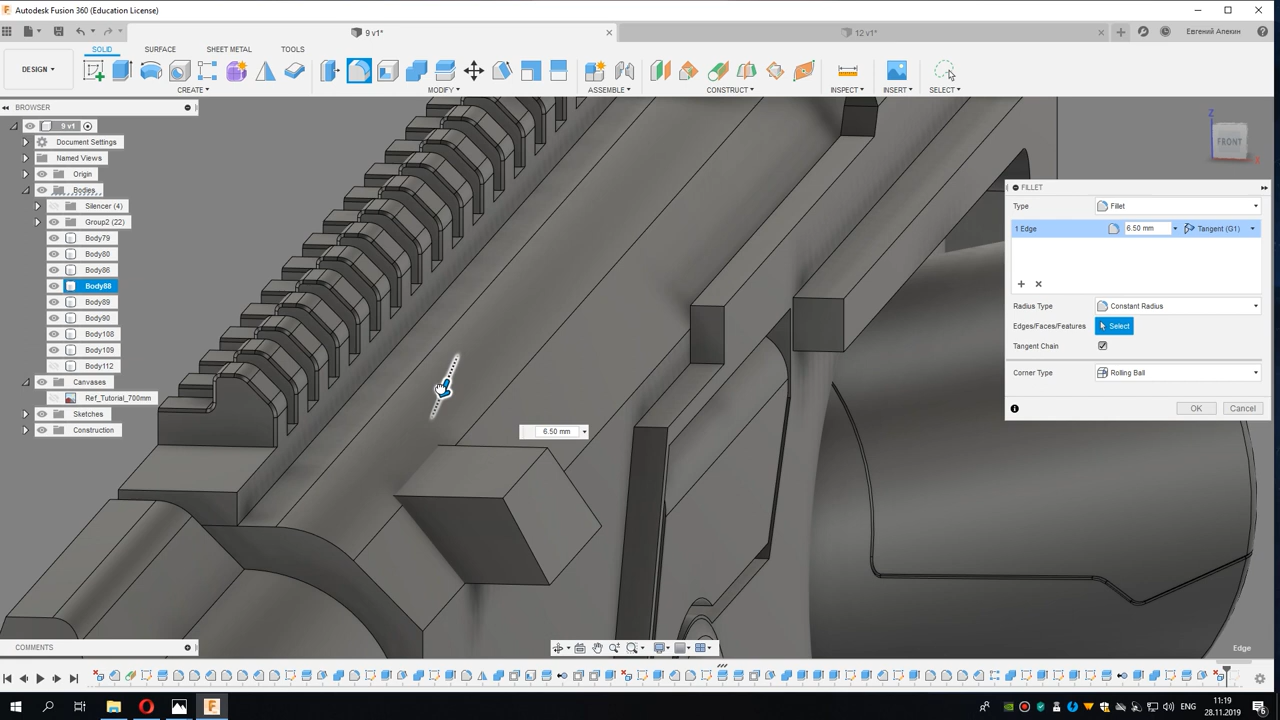 Autodesk Fusion 360 (Education License)
9 v1*
12 v1*
Евгений Апекин
DESIGN
SOLID
SURFACE
SHEET METAL
TOOLS
CREATE
MODIFY
ASSEMBLE
CONSTRUCT
INSPECT
INSERT
SELECT
BROWSER
9 v1
Document Settings
Named Views
Origin
Bodies
Silencer (4)
Group2 (22)
Body79
Body80
Body86
Body88
Body89
Body90
Body108
Body109
Body112
Canvases
Ref_Tutorial_700mm
Sketches
Construction
Z
FRONT
FILLET
Type
Fillet
1 Edge
6.50 mm
Tangent (G1)
Radius Type
Constant Radius
Edges/Faces/Features
Select
Tangent Chain
Corner Type
Rolling Ball
OK
Cancel
6.50 mm
COMMENTS
Edge
ENG
11:19
28.11.2019